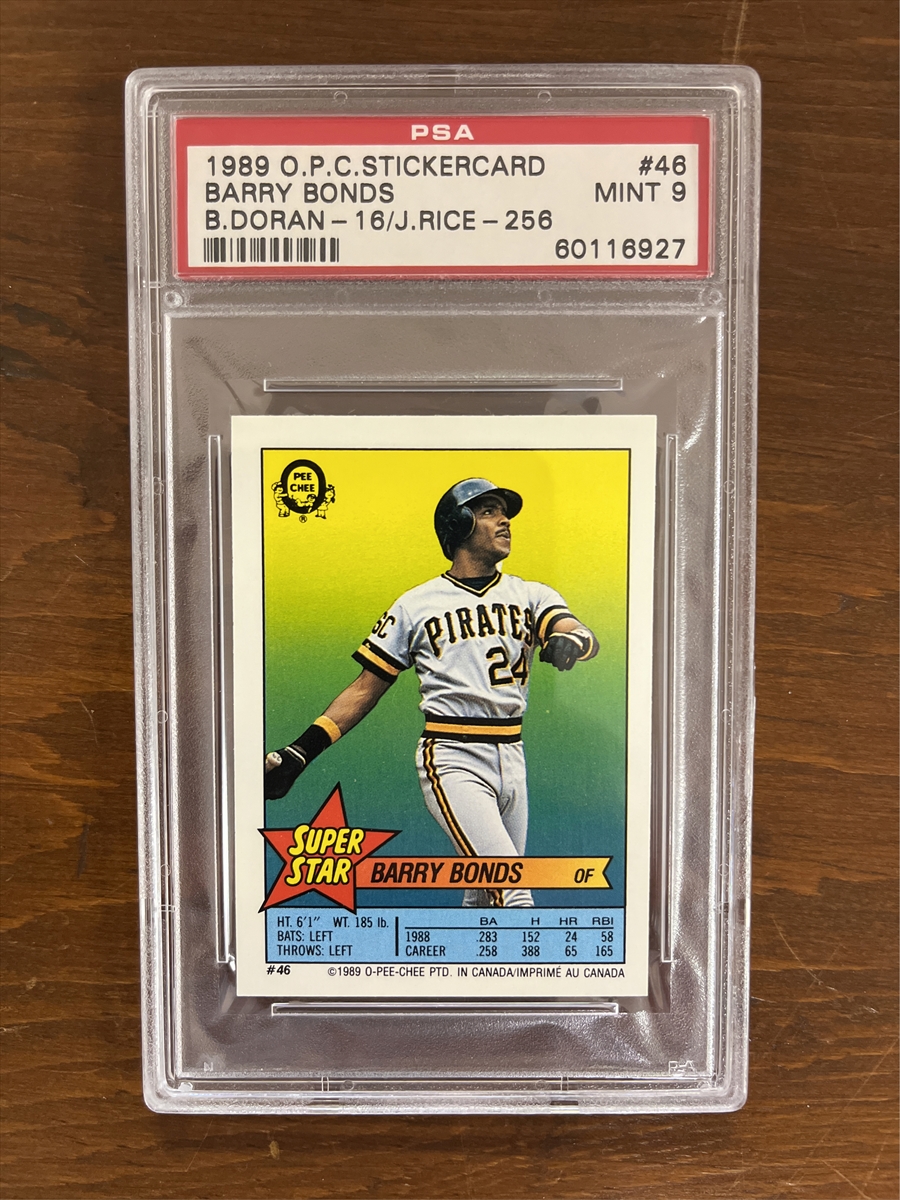 PSA
1989 O.P.C.STICKERCARD #46
BARRY BONDS MINT 9
B.DORAN-16/J.RICE-256
60116927
PEE
CHEE
®
SC
PIRATES
24
SUPER
STAR
BARRY BONDS OF
HT. 6'1" WT. 185 lb.
BATS: LEFT
THROWS: LEFT
BA H HR RBI
1988 .283 152 24 58
CAREER .258 388 65 165
#46 ©1989 O-PEE-CHEE PTD. IN CANADA/IMPRIMÉ AU CANADA
PSA